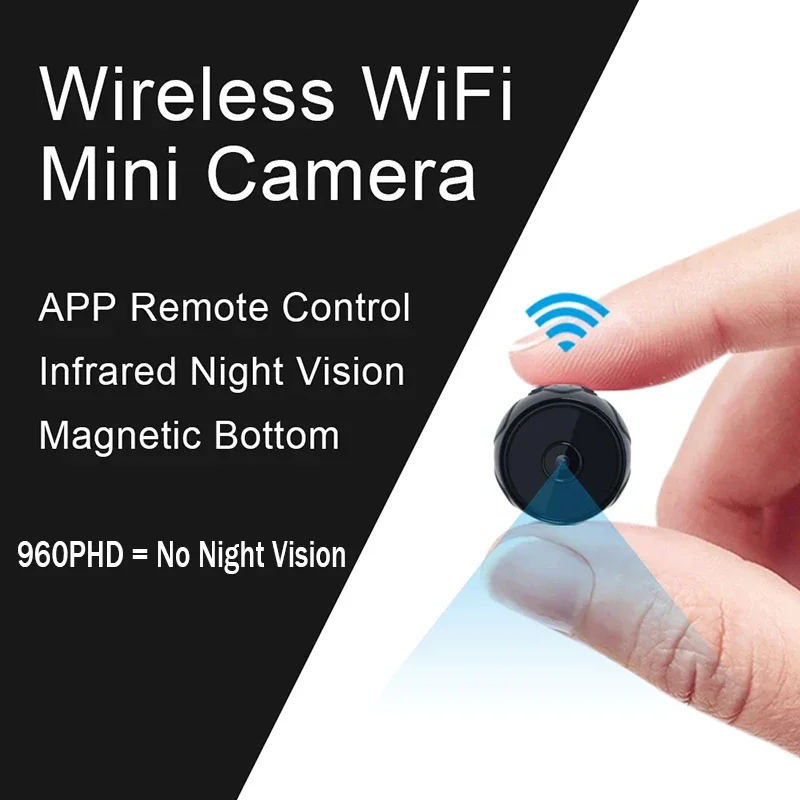 Wireless WiFi
Mini Camera
APP Remote Control
Infrared Night Vision
Magnetic Bottom
960PHD = No Night Vision